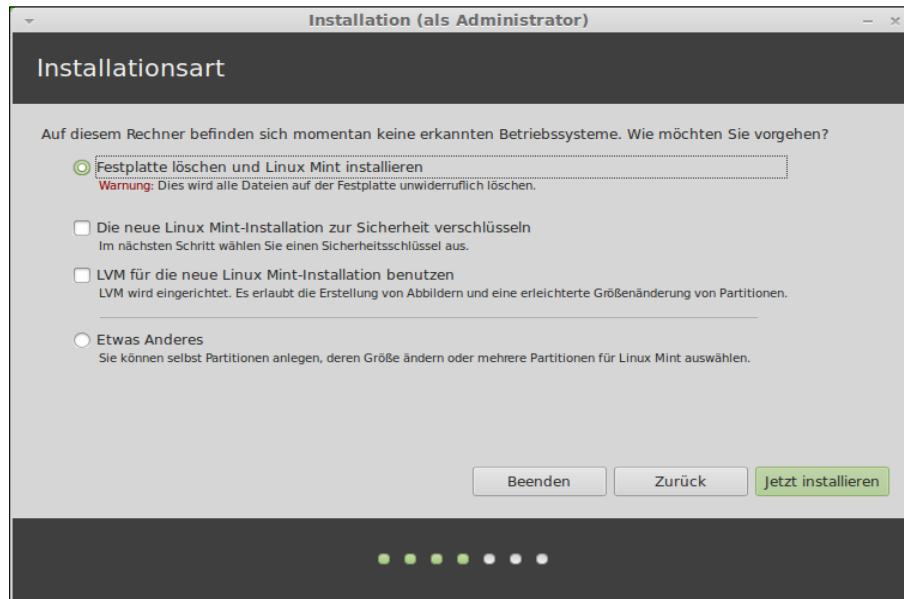 Installation (als Administrator)
Installationsart
Auf diesem Rechner befinden sich momentan keine erkannten Betriebssysteme. Wie möchten Sie vorgehen?
Festplatte löschen und Linux Mint installieren
Warnung: Dies wird alle Dateien auf der Festplatte unwiderruflich löschen.
Die neue Linux Mint-Installation zur Sicherheit verschlüsseln
Im nächsten Schritt wählen Sie einen Sicherheitsschlüssel aus.
LVM für die neue Linux Mint-Installation benutzen
LVM wird eingerichtet. Es erlaubt die Erstellung von Abbildern und eine erleichterte Größenänderung von Partitionen.
Etwas Anderes
Sie können selbst Partitionen anlegen, deren Größe ändern oder mehrere Partitionen für Linux Mint auswählen.
Beenden Zurück Jetzt installieren